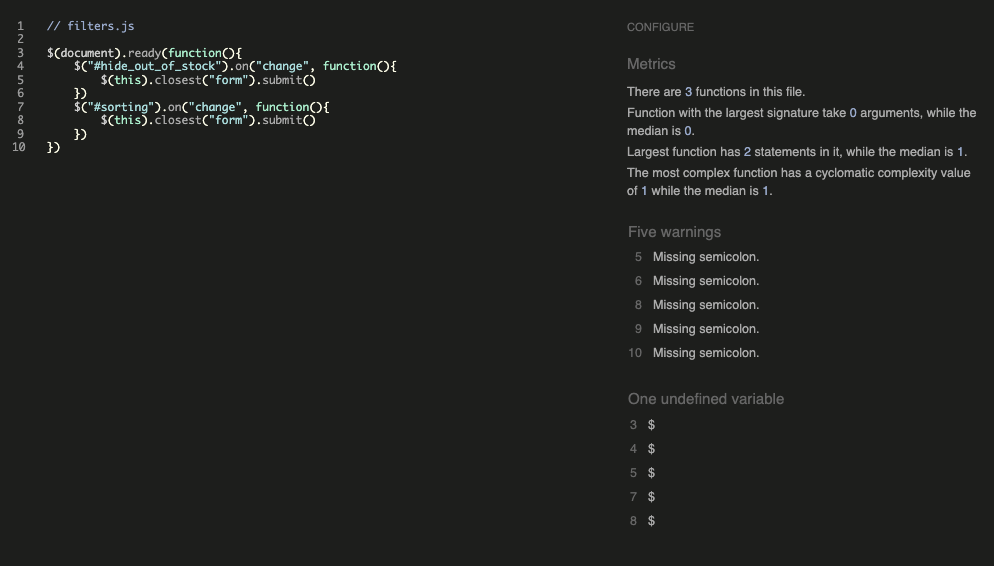 1 // filters.js
2
3 $(document).ready(function(){
4     $("#hide_out_of_stock").on("change", function(){
5         $(this).closest("form").submit()
6     })
7     $("#sorting").on("change", function(){
8         $(this).closest("form").submit()
9     })
10 })
CONFIGURE
Metrics
There are 3 functions in this file.
Function with the largest signature take 0 arguments, while the
median is 0.
Largest function has 2 statements in it, while the median is 1.
The most complex function has a cyclomatic complexity value
of 1 while the median is 1.
Five warnings
5 Missing semicolon.
6 Missing semicolon.
8 Missing semicolon.
9 Missing semicolon.
10 Missing semicolon.
One undefined variable
3 $
4 $
5 $
7 $
8 $